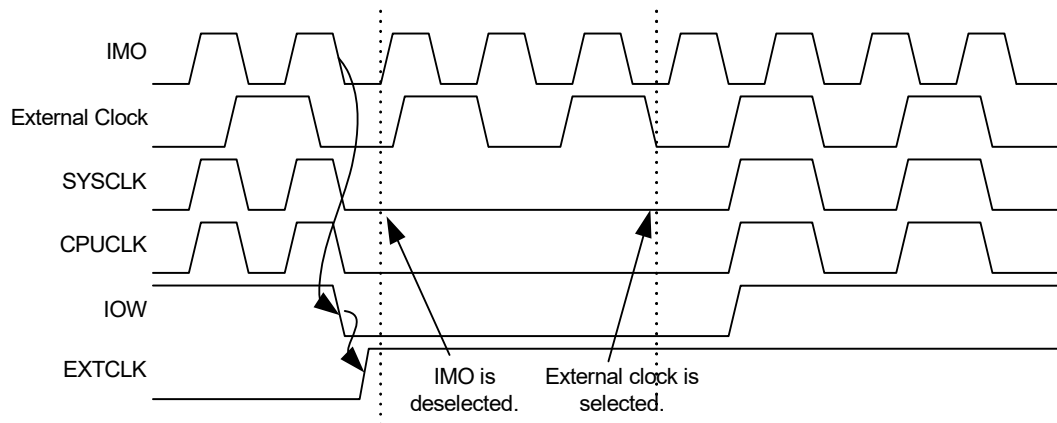 IMO
External Clock
SYSCLK
CPUCLK
IOW
EXTCLK
IMO is
deselected.
External clock is
selected.